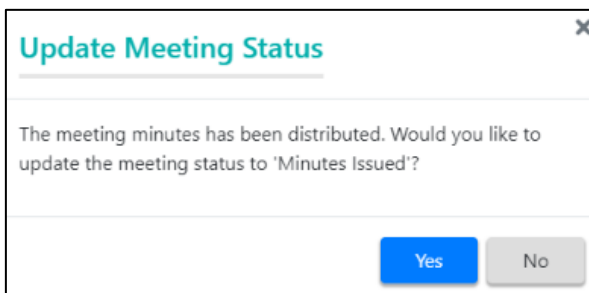 Update Meeting Status
The meeting minutes has been distributed. Would you like to
update the meeting status to 'Minutes Issued'?
Yes No